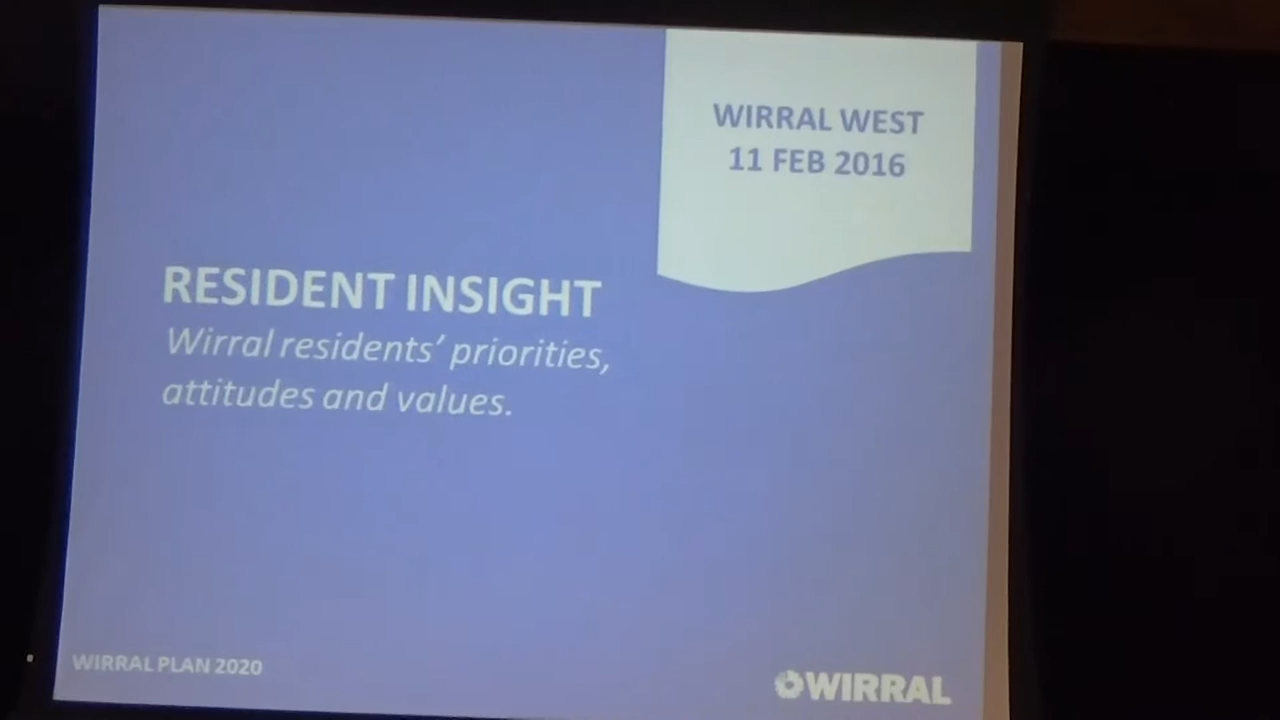 WIRRAL WEST
11 FEB 2016
RESIDENT INSIGHT
Wirral residents’ priorities,
attitudes and values.
WIRRAL PLAN 2020
WIRRAL